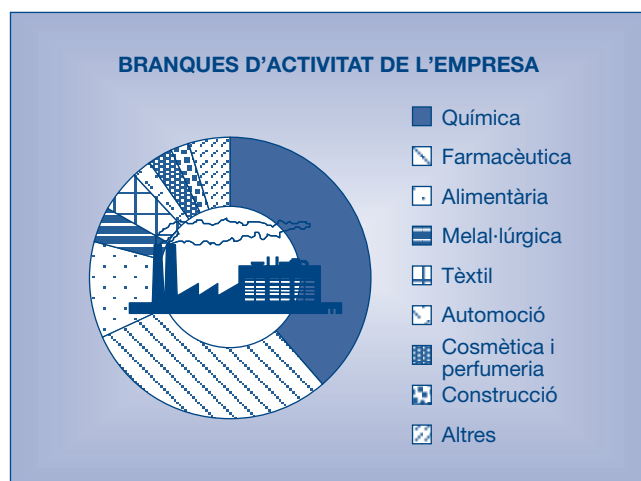 BRANQUES D'ACTIVITAT DE L'EMPRESA
Química
Farmacèutica
Alimentària
Melal·lúrgica
Tèxtil
Automoció
Cosmètica i
perfumeria
Construcció
Altres